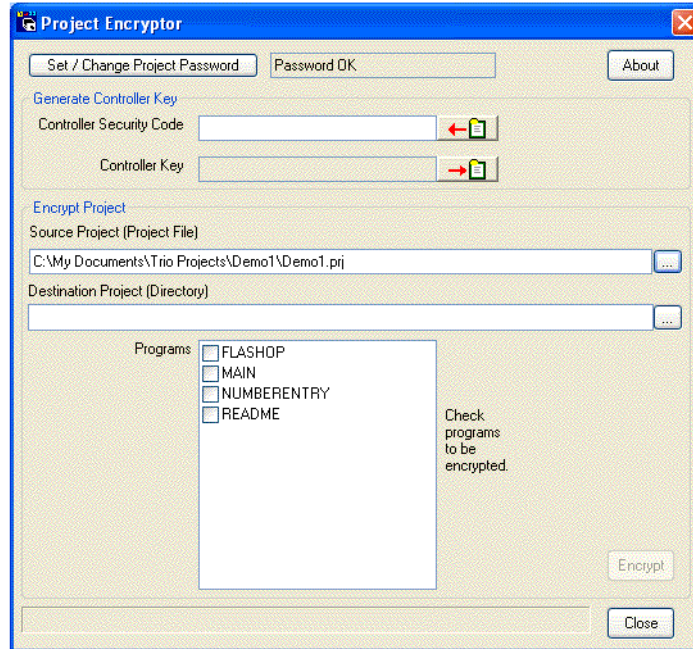 Project Encryptor
Set / Change Project Password
Password OK
About
Generate Controller Key
Controller Security Code
Controller Key
Encrypt Project
Source Project (Project File)
C:\My Documents\Trio Projects\Demo1\Demo1.prj
...
Destination Project (Directory)
...
Programs
FLASHOP
MAIN
NUMBERENTRY
README
Check
programs
to be
encrypted.
Encrypt
Close